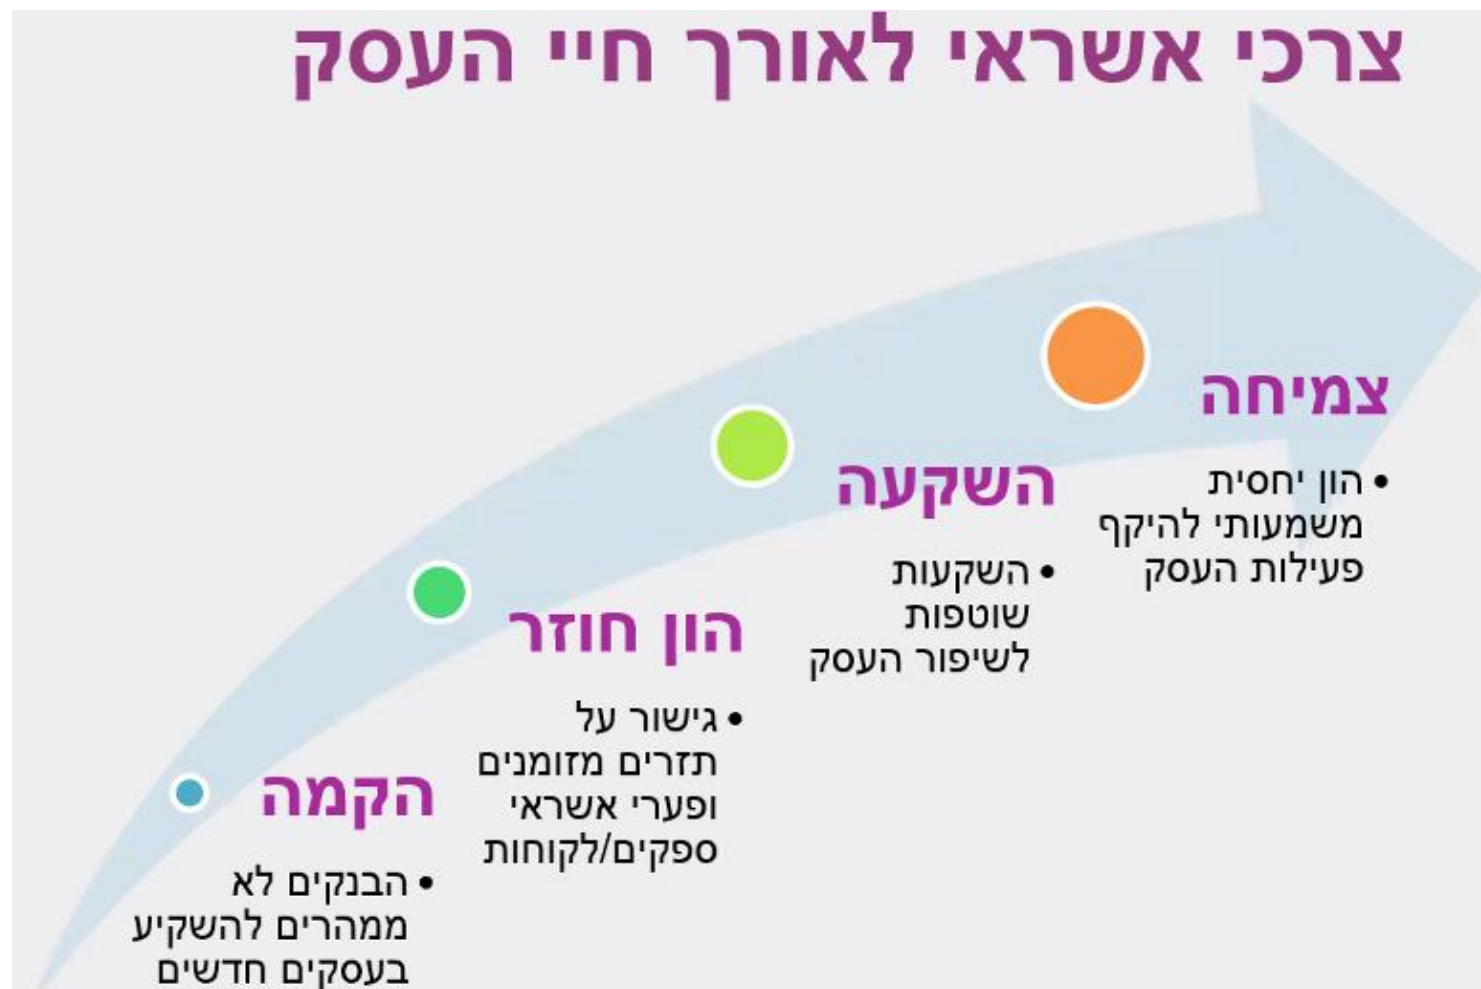 צרכי אשראי לאורך חיי העסק
הקמה
• הבנקים לא
ממהרים להשקיע
בעסקים חדשים
הון חוזר
• גישור על
תזרים מזומנים
ופערי אשראי
ספקים/לקוחות
השקעה
• השקעות
שוטפות
לשיפור העסק
צמיחה
• הון יחסית
משמעותי להיקף
פעילות העסק